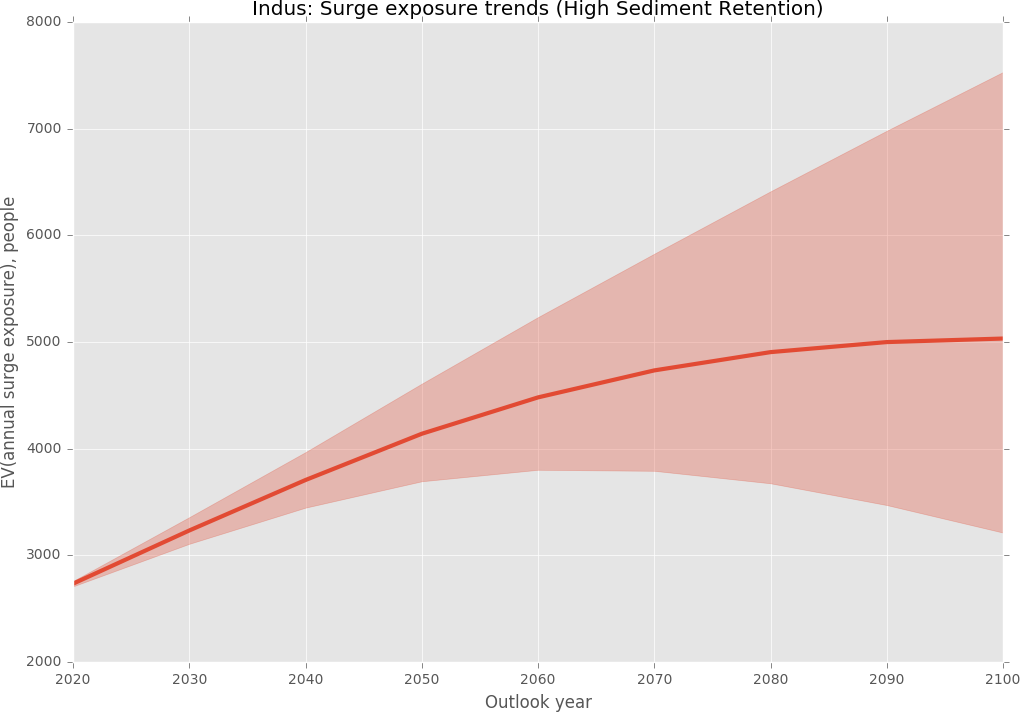 Indus: Surge exposure trends (High Sediment Retention)
8000
7000
6000
5000
4000
3000
2000
EV(annual surge exposure), people
2020 2030 2040 2050 2060 2070 2080 2090 2100
Outlook year